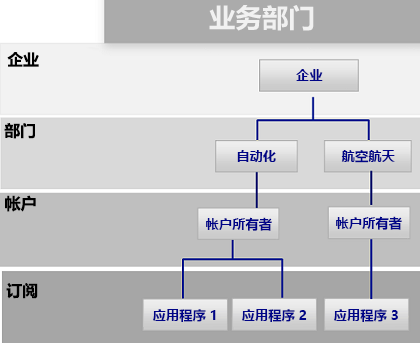 业务部门
企业
企业
部门
自动化 航空航天
帐户
帐户所有者 帐户所有者
订阅
应用程序 1 应用程序 2 应用程序 3